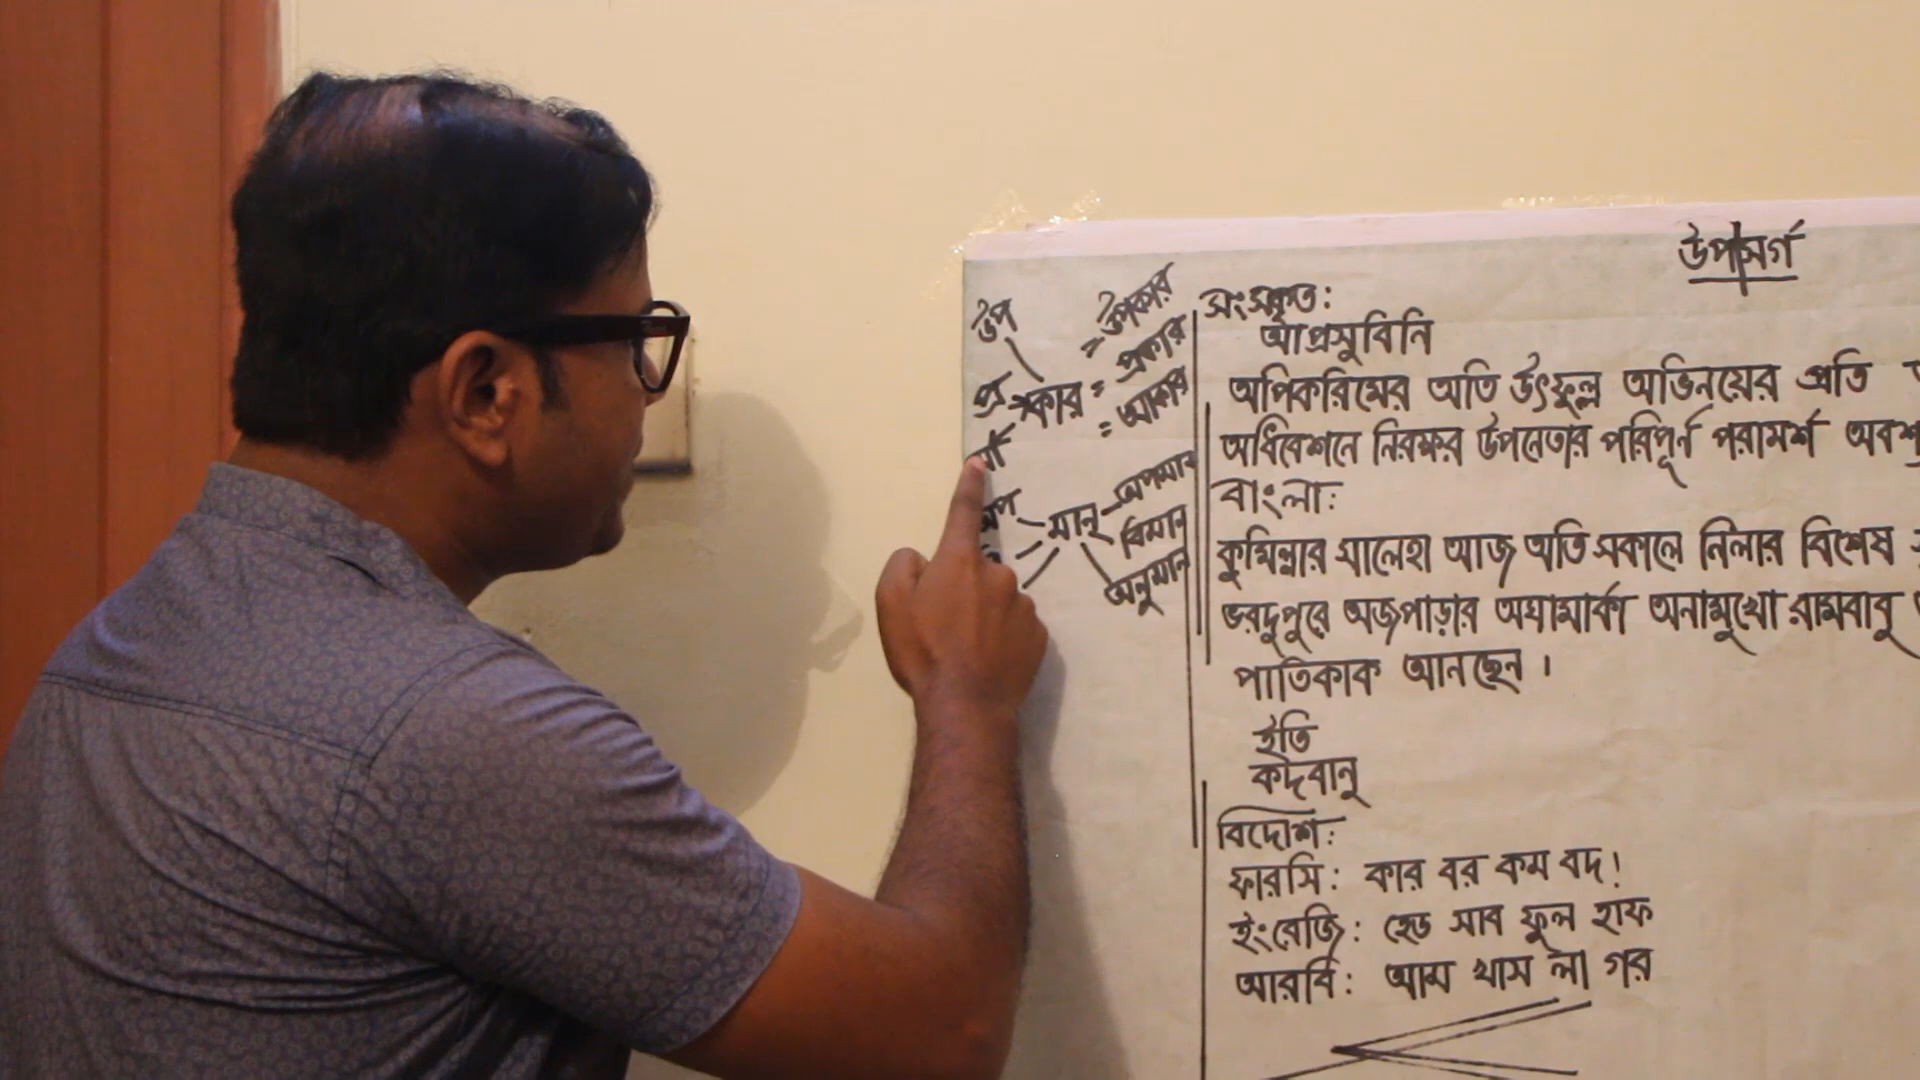 উপসর্গ
উপ
প্র
কার
= উপকার
= প্রকার
= আকার
মান
অপমান
বিমান
অনুমান
সংস্কৃত:
আপ্রসুবিনি
অপিকরিমের অতি উৎফুল্ল অভিনয়ের প্রতি
অধিবেশনে নিরক্ষর উপনেতার পরিপূর্ণ পরামর্শ
বাংলা:
কুমিল্লার সালেহা আজ অতি সকালে নিলার বিশেষ
ভরদুপুরে অজপাড়ার অঘামার্কা অনামুখো রামবাবু
পাতিকাক আনছেন।
ইতি
কদবানু
বিদেশি:
ফারসি: কার বর কম বদ!
ইংরেজি: হেড সাব ফুল হাফ
আরবি: আম খাস লা গর